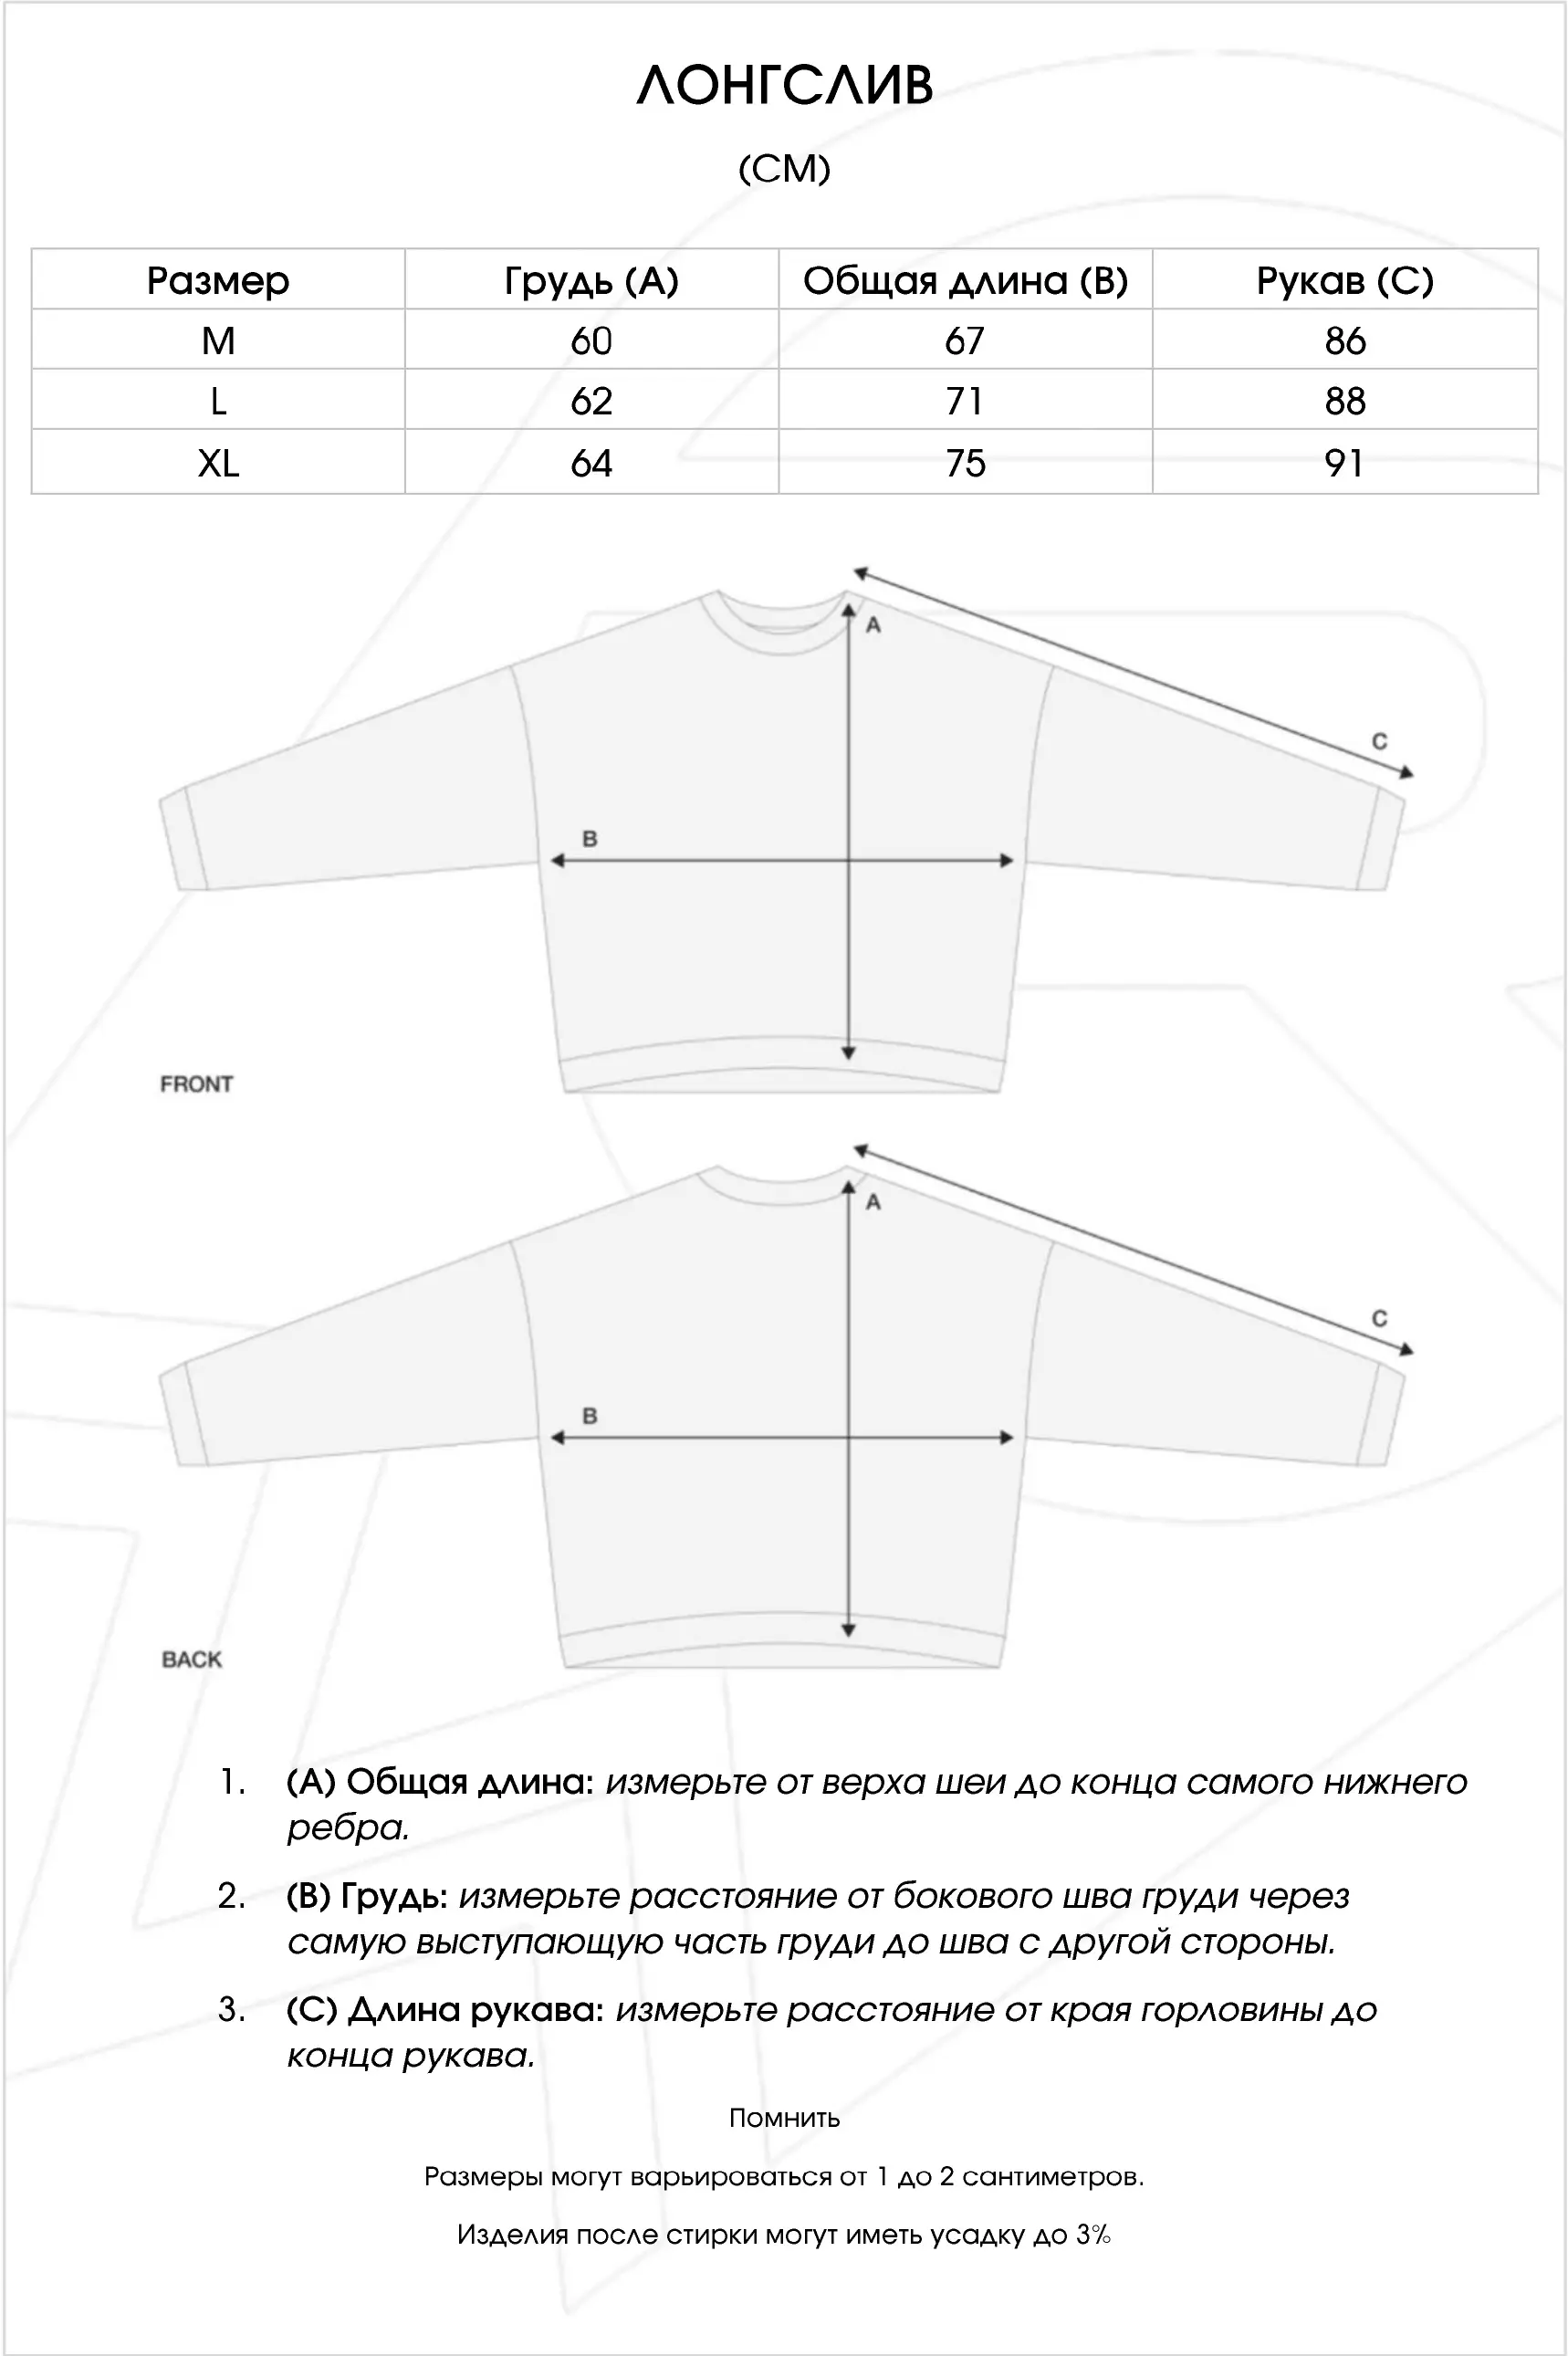 ЛОНГСЛИВ
(СМ)
Размер Грудь (А) Общая длина (В) Рукав (С)
M 60 67 86
L 62 71 88
XL 64 75 91
A
C
B
FRONT
A
C
B
BACK
1. (А) Общая длина: измерьте от верха шеи до конца самого нижнего
ребра.
2. (В) Грудь: измерьте расстояние от бокового шва груди через
самую выступающую часть груди до шва с другой стороны.
3. (С) Длина рукава: измерьте расстояние от края горловины до
конца рукава.
Помнить
Размеры могут варьироваться от 1 до 2 сантиметров.
Изделия после стирки могут иметь усадку до 3%